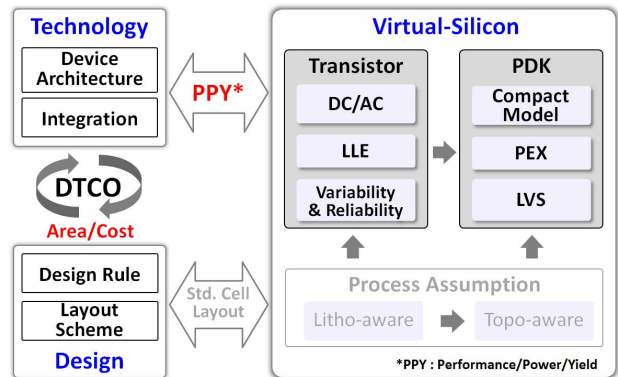 Technology
Device
Architecture
Integration
DTCO
Area/Cost
Design Rule
Layout
Scheme
Design
PPY*
Std. Cell
Layout
Virtual-Silicon
Transistor
DC/AC
LLE
Variability
& Reliability
PDK
Compact
Model
PEX
LVS
Process Assumption
Litho-aware
Topo-aware
*PPY : Performance/Power/Yield